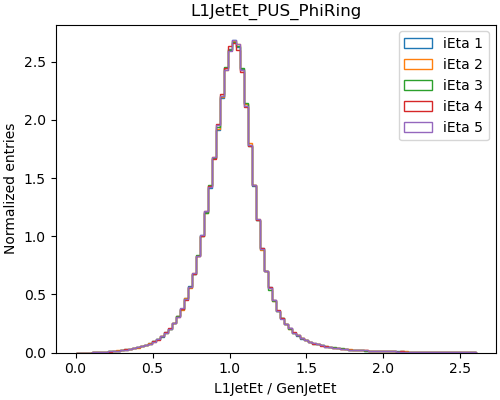 L1JetEt_PUS_PhiRing
Normalized entries
2.5
2.0
1.5
1.0
0.5
0.0
iEta 1
iEta 2
iEta 3
iEta 4
iEta 5
0.0 0.5 1.0 1.5 2.0 2.5
L1JetEt / GenJetEt